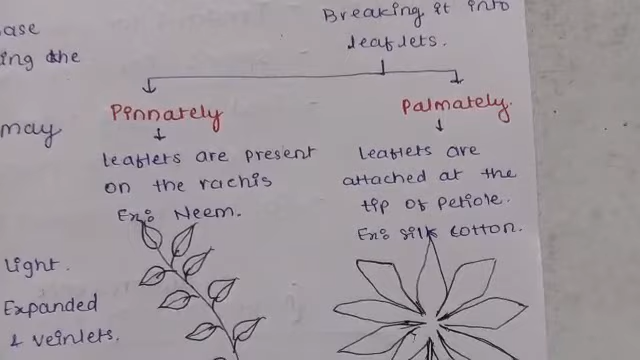 Breaking it into
leaflets.
ase
ing the
may
Light.
Expanded
& veinlets.
Pinnately
leaflets are present
on the rachis
Ex: Neem.
Palmately.
Leaflets are
attached at the
tip of petiole.
Ex: Silk cotton.